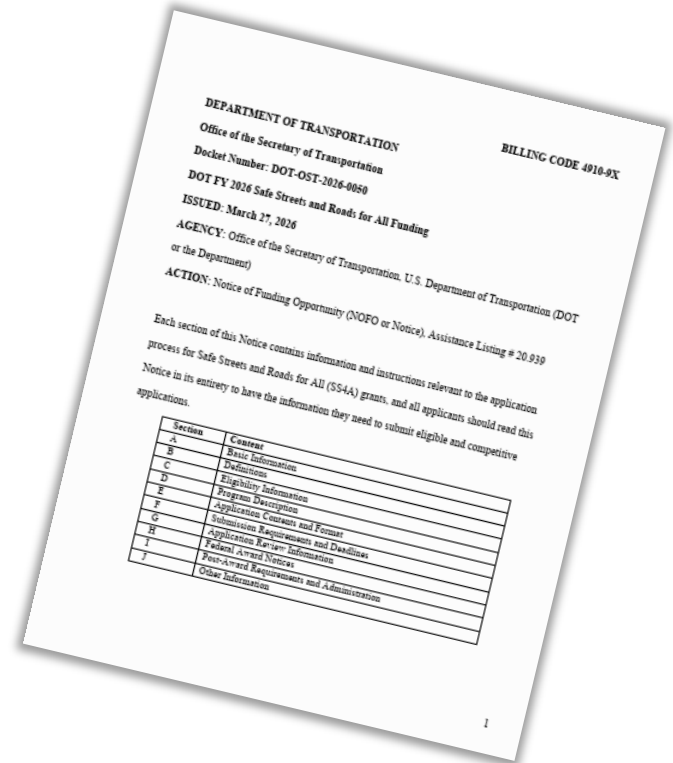 DEPARTMENT OF TRANSPORTATION BILLING CODE 4910-9X
Office of the Secretary of Transportation
Docket Number: DOT-OST-2026-0050
DOT FY 2026 Safe Streets and Roads for All Funding
ISSUED: March 27, 2026
AGENCY: Office of the Secretary of Transportation, U.S. Department of Transportation (DOT
or the Department)
ACTION: Notice of Funding Opportunity (NOFO or Notice), Assistance Listing # 20.939
Each section of this Notice contains information and instructions relevant to the application
process for Safe Streets and Roads for All (SS4A) grants, and all applicants should read this
Notice in its entirety to have the information they need to submit eligible and competitive
applications.
Section Content
A Basic Information
B Definitions
C Eligibility Information
D Program Description
E Application Contents and Format
F Submission Requirements and Deadlines
G Application Review Information
H Federal Award Notices
I Post-Award Requirements and Administration
J Other Information
1